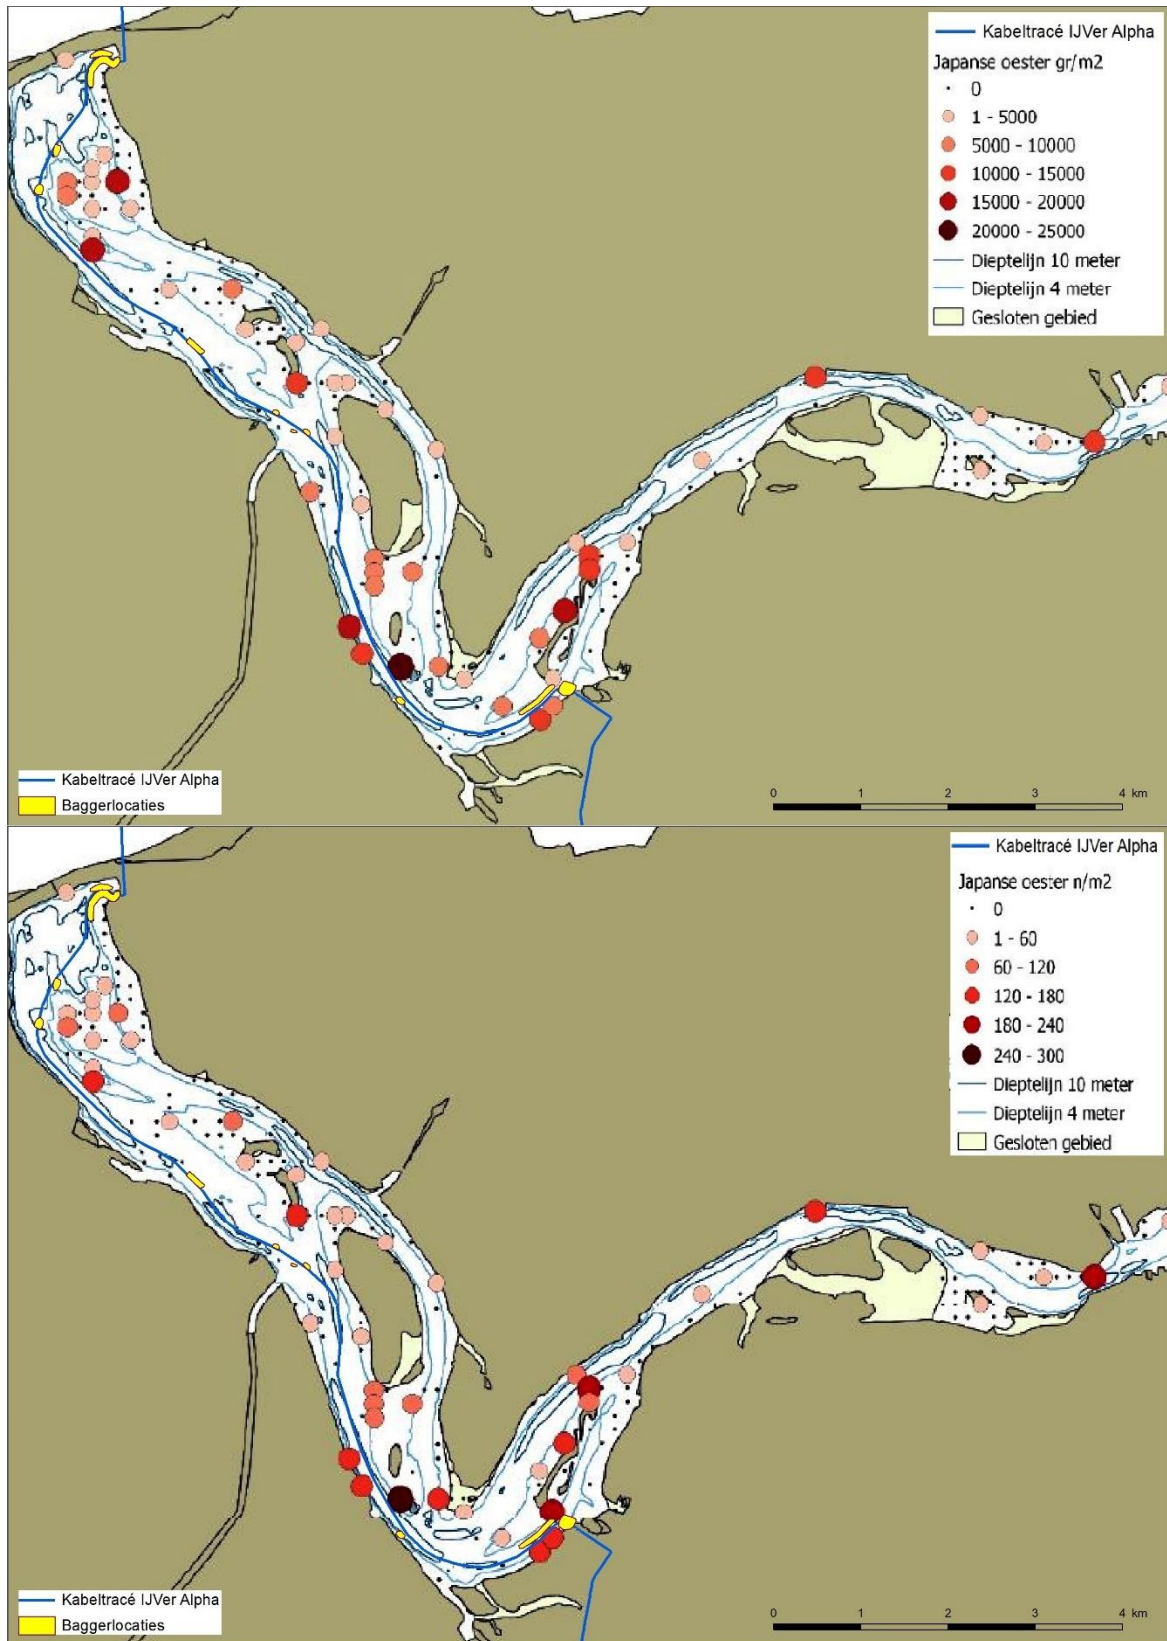 Kabeltracé IJVer Alpha
Japanse oester gr/m2
0
1 - 5000
5000 - 10000
10000 - 15000
15000 - 20000
20000 - 25000
Dieptelijn 10 meter
Dieptelijn 4 meter
Gesloten gebied
Kabeltracé IJVer Alpha
Baggerlocaties
0 1 2 3 4 km
Kabeltracé IJVer Alpha
Japanse oester n/m2
0
1 - 60
60 - 120
120 - 180
180 - 240
240 - 300
Dieptelijn 10 meter
Dieptelijn 4 meter
Gesloten gebied
Kabeltracé IJVer Alpha
Baggerlocaties
0 1 2 3 4 km